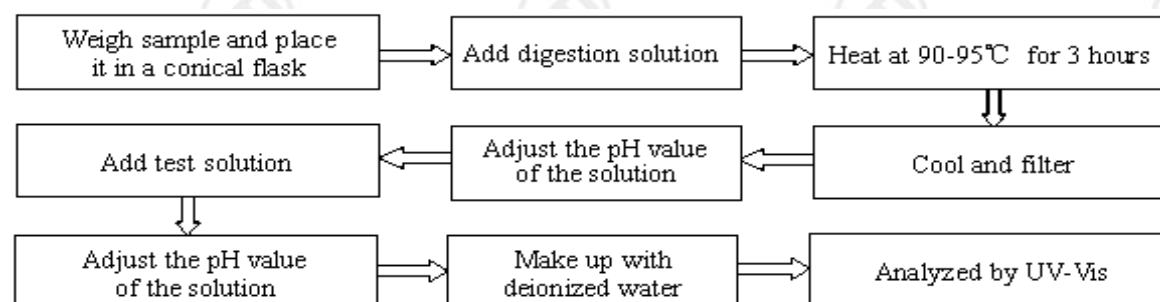 Weigh sample and place
it in a conical flask
Add digestion solution
Heat at 90-95℃ for 3 hours
Cool and filter
Adjust the pH value
of the solution
Add test solution
Adjust the pH value
of the solution
Make up with
deionized water
Analyzed by UV-Vis